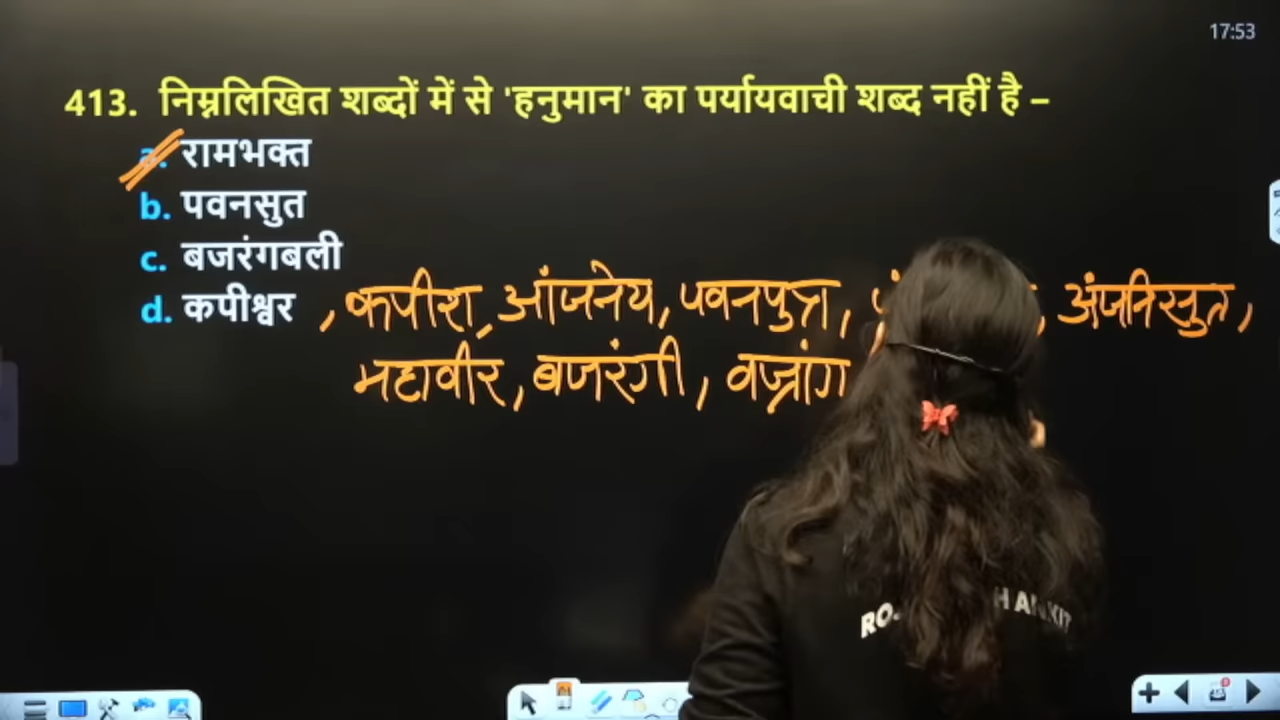 17:53
413. निम्नलिखित शब्दों में से 'हनुमान' का पर्यायवाची शब्द नहीं है –
a. रामभक्त
b. पवनसुत
c. बजरंगबली
d. कपीश्वर
, कपीश, आंजनेय, पवनपुत्र, अंजनिसुत,
महावीर, बजरंगी, वज्रांग